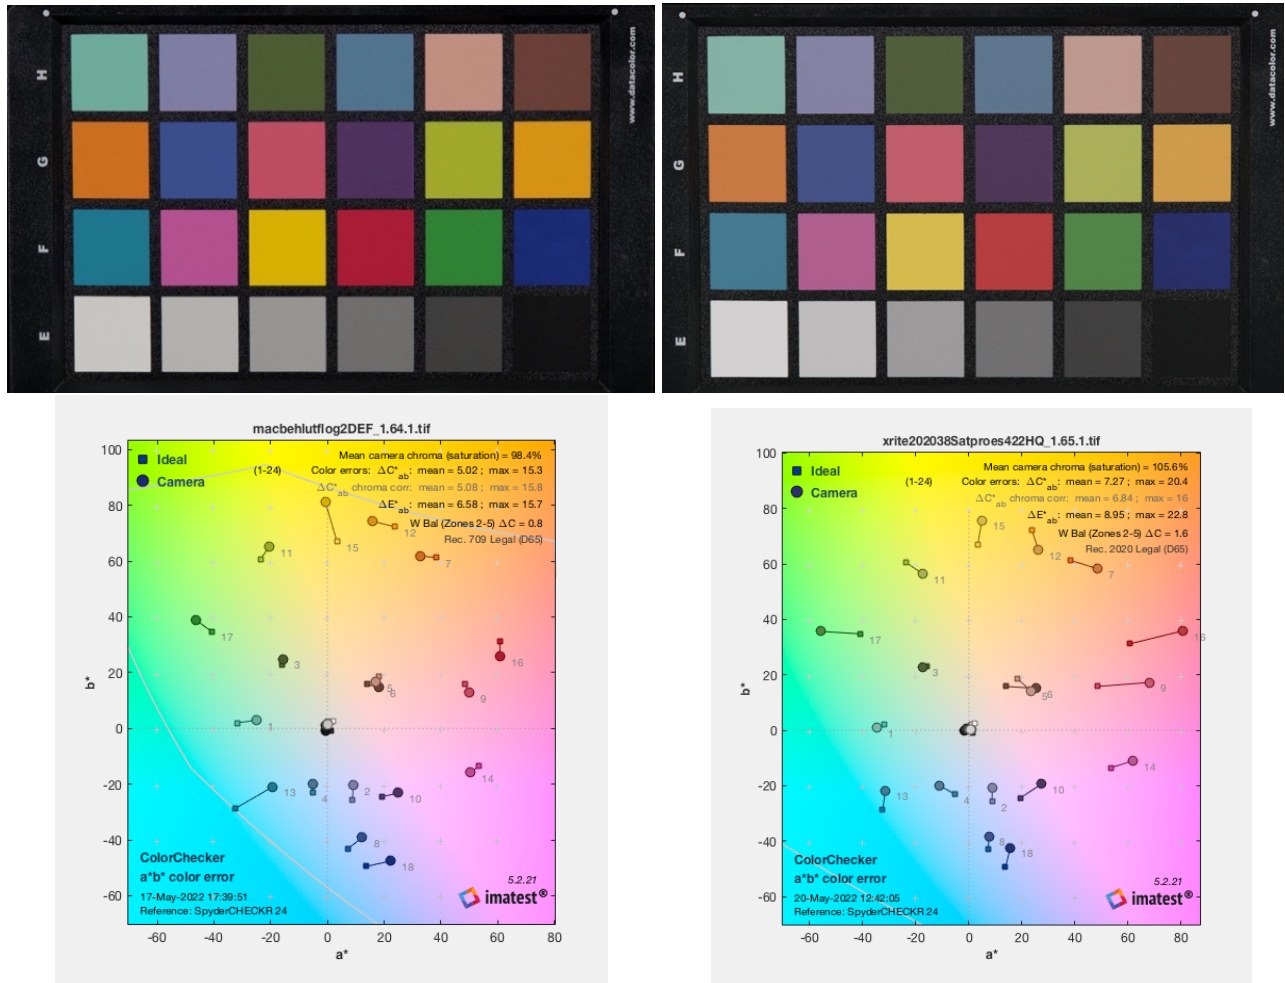 H
G
F
E
www.datacolor.com
H
G
F
E
www.datacolor.com
macbehlutflog2DEF_1.64.1.tif
Ideal
Camera
(1-24)
Mean camera chroma (saturation) = 98.4%
Color errors: ΔC*ab: mean = 5.02 ; max = 15.3
ΔC*ab chroma corr: mean = 5.08 ; max = 15.8
ΔE*ab: mean = 6.58 ; max = 15.7
W Bal (Zones 2-5) ΔC = 0.8
Rec. 709 Legal (D65)
100
80
60
40
20
0
-20
-40
-60
b*
12
15
11
7
17
3
16
5
6
9
1
14
13
4
2
10
8
18
ColorChecker
a*b* color error
17-May-2022 17:39:51
Reference: SpyderCHECKR 24
5.2.21
imatest®
-60 -40 -20 0 20 40 60 80
a*
xrite202038Satproes422HQ_1.65.1.tif
Ideal
Camera
(1-24)
Mean camera chroma (saturation) = 105.6%
Color errors: ΔC*ab: mean = 7.27 ; max = 20.4
ΔC*ab chroma corr: mean = 6.84 ; max = 16
ΔE*ab: mean = 8.95 ; max = 22.8
W Bal (Zones 2-5) ΔC = 1.6
Rec. 2020 Legal (D65)
100
80
60
40
20
0
-20
-40
-60
b*
15
12
11
7
17
16
3
5
6
9
1
14
13
4
2
10
8
18
ColorChecker
a*b* color error
20-May-2022 12:42:05
Reference: SpyderCHECKR 24
5.2.21
imatest®
-60 -40 -20 0 20 40 60 80
a*